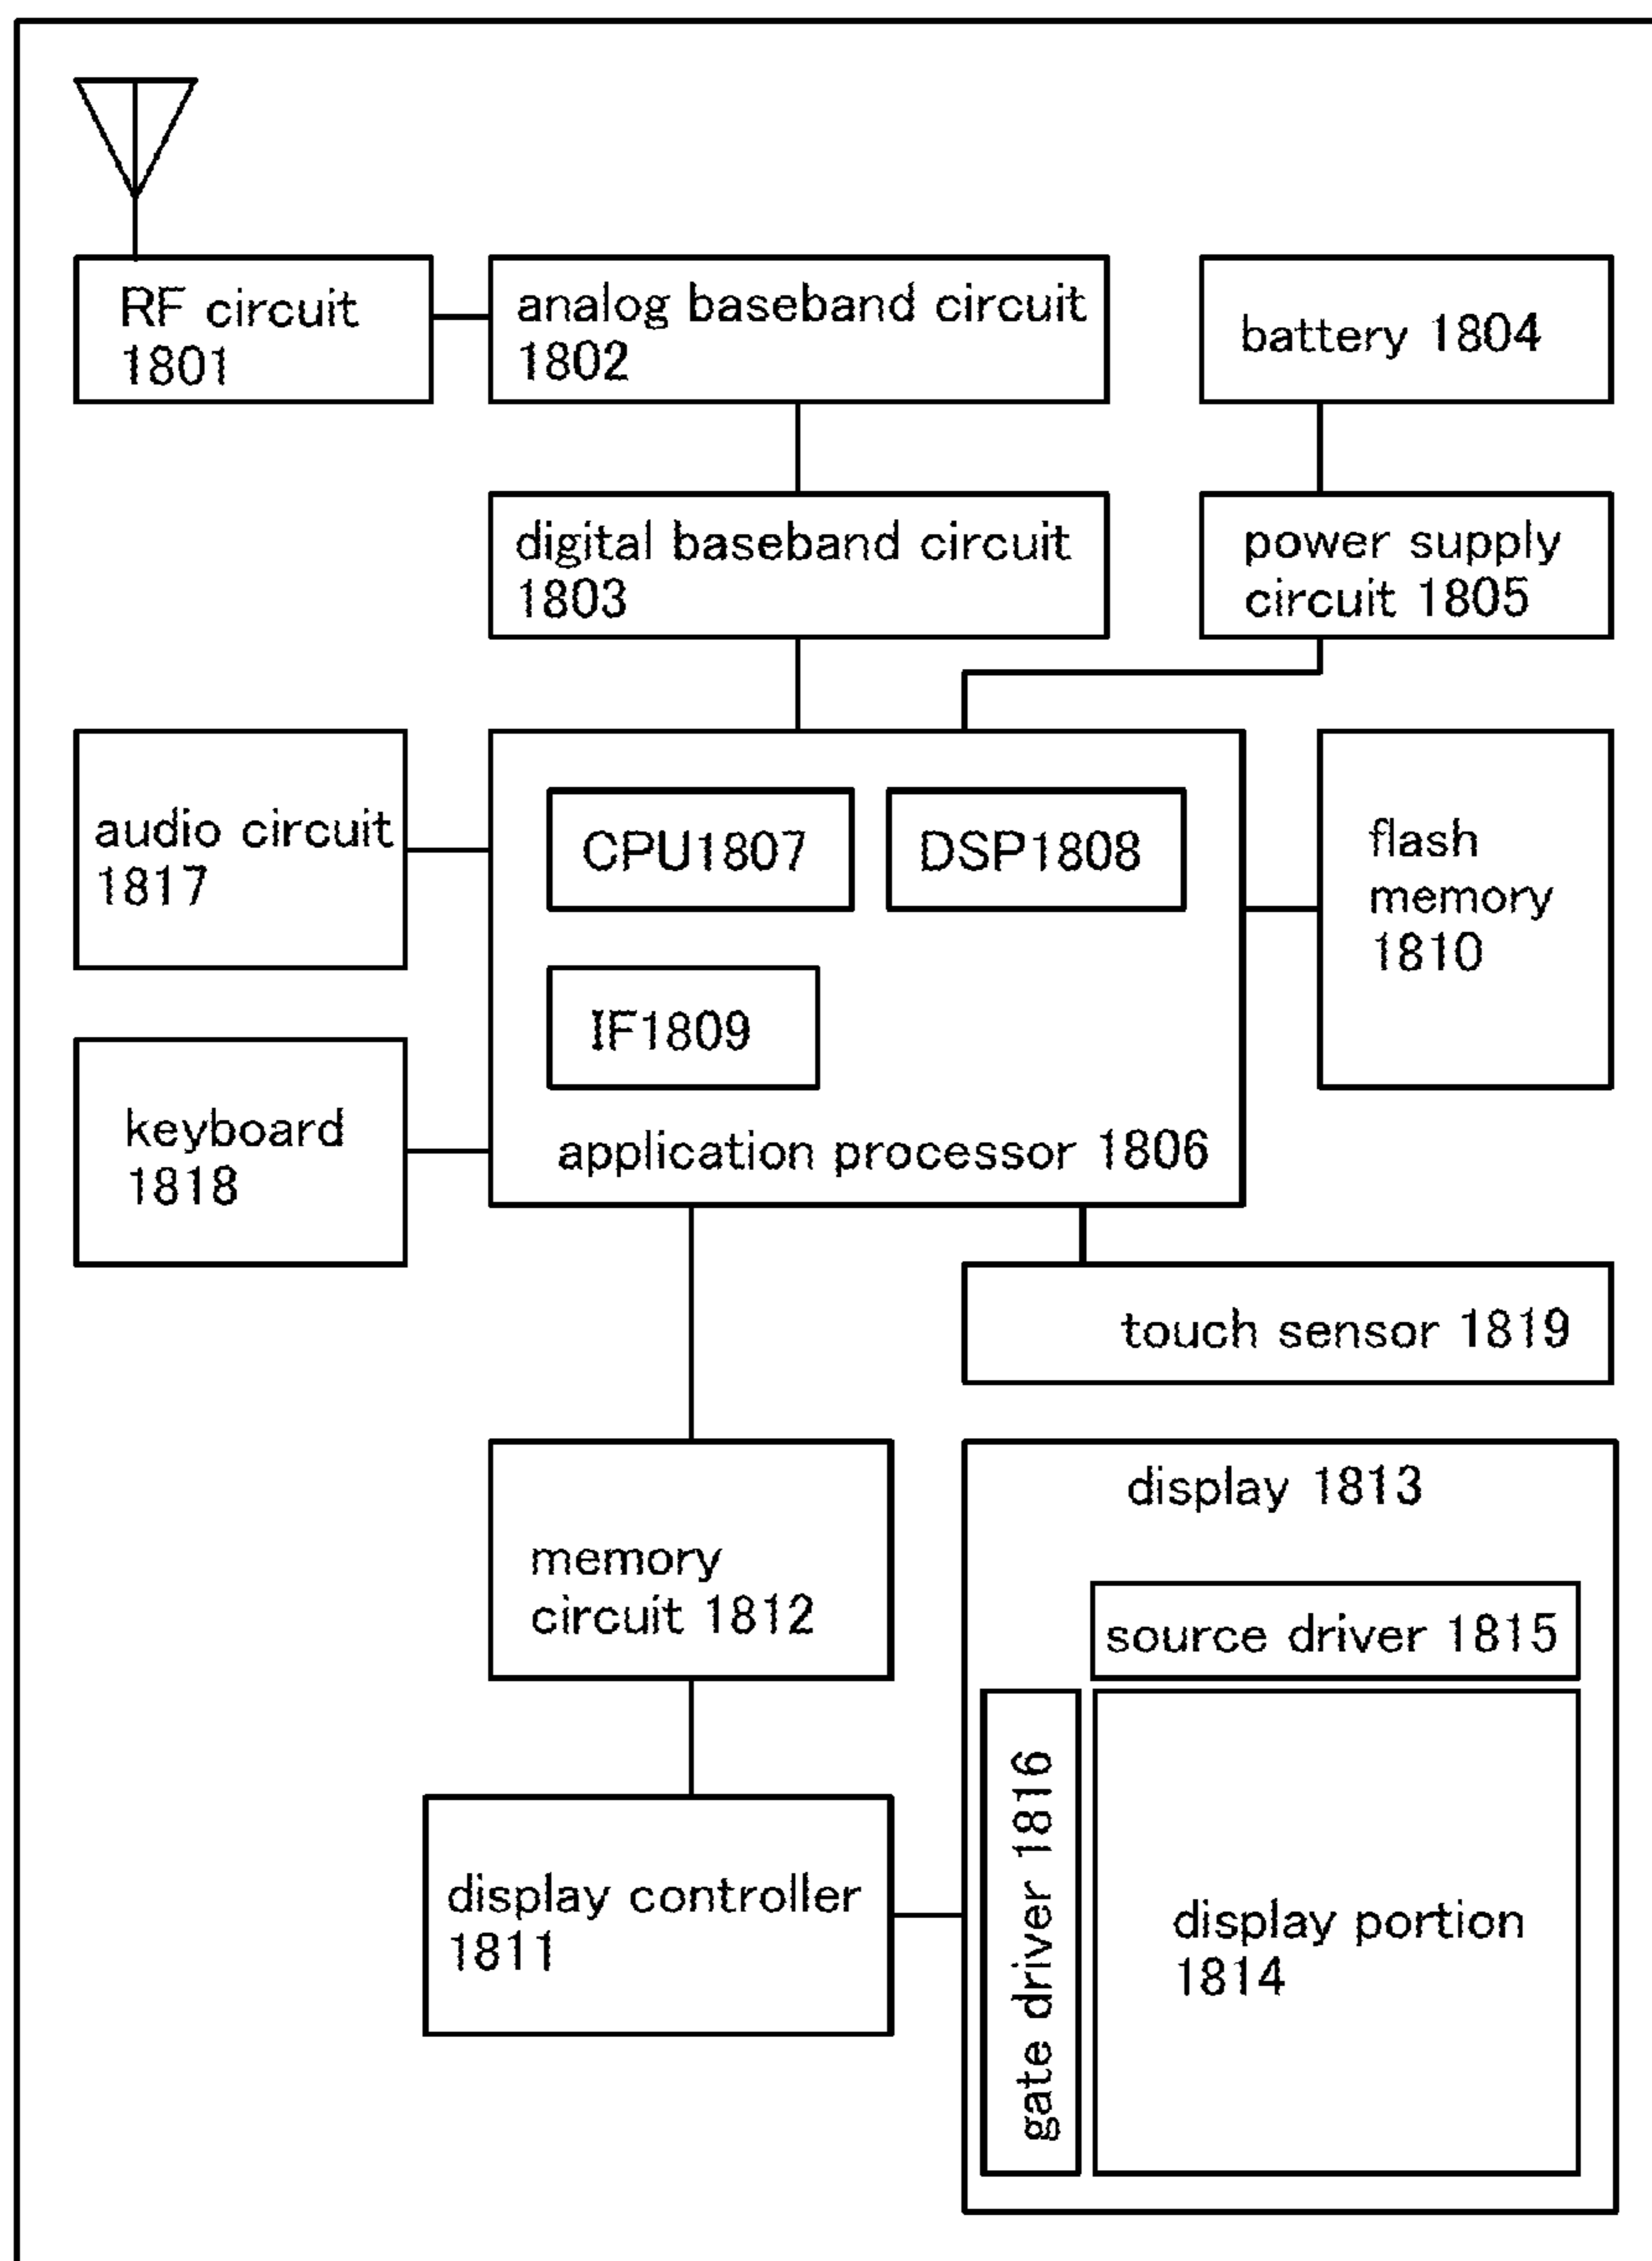 RF circuit
1801
analog baseband circuit
1802
battery 1804
digital baseband circuit
1803
power supply
circuit 1805
audio circuit
1817
CPU1807
DSP1808
flash
memory
1810
IF1809
keyboard
1818
application processor 1806
touch sensor 1819
memory
circuit 1812
display 1813
source driver 1815
display controller
1811
gate driver 1816
display portion
1814